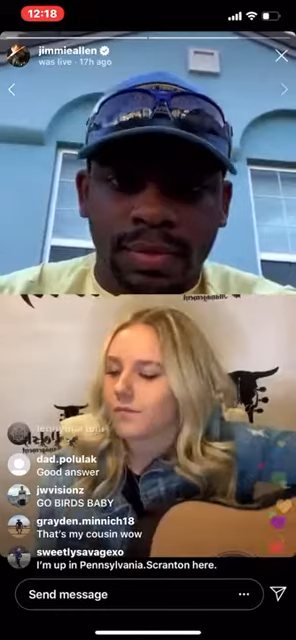 12:18
jimmieallen
was live · 17h ago
dad.polulak
Good answer
jwvisionz
GO BIRDS BABY
grayden.minnich18
That's my cousin wow
sweetlysavagexo
I'm up in Pennsylvania.Scranton here.
Send message